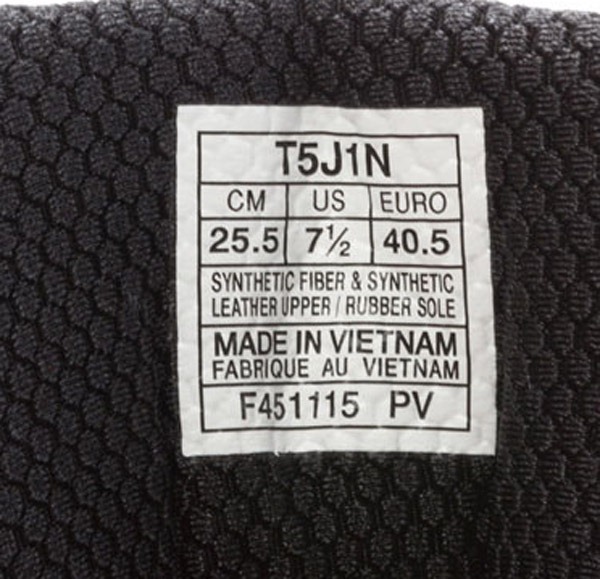 T5J1N
CM US EURO
25.5 7½ 40.5
SYNTHETIC FIBER & SYNTHETIC
LEATHER UPPER / RUBBER SOLE
MADE IN VIETNAM
FABRIQUE AU VIETNAM
F451115 PV